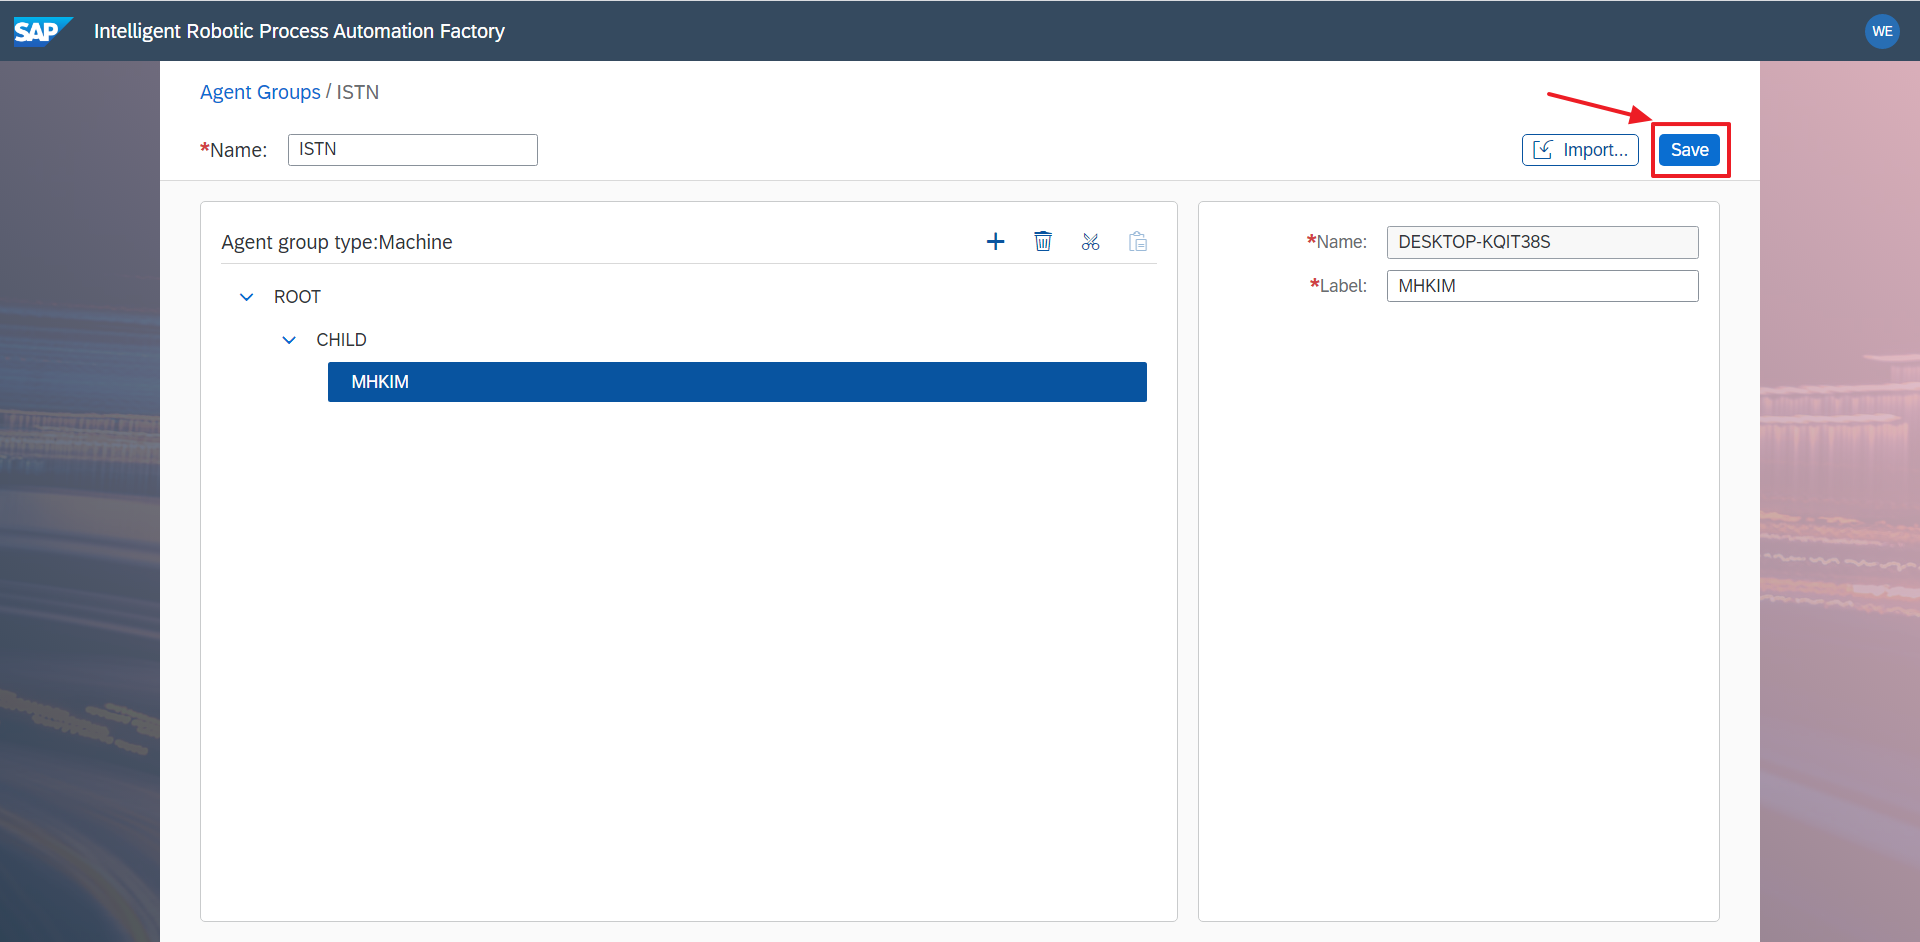 SAP Intelligent Robotic Process Automation Factory WE
Agent Groups / ISTN
*Name: ISTN Import... Save
Agent group type:Machine
ROOT
CHILD
MHKIM
*Name: DESKTOP-KQIT38S
*Label: MHKIM